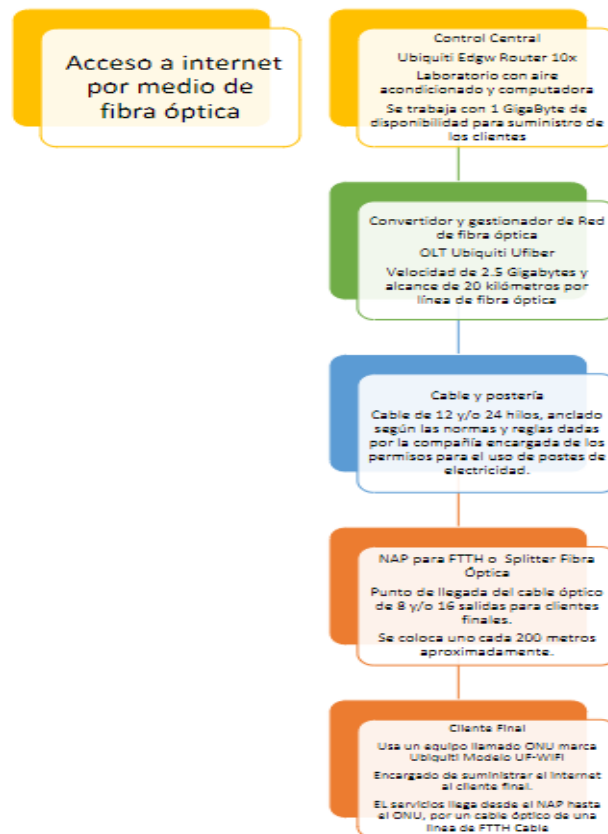 Acceso a internet
por medio de
fibra óptica
Control Central
Ubiquiti Edgw Router 10x
Laboratorio con aire
acondicionado y computadora
Se trabaja con 1 GigaByte de
disponibilidad para suministro de
los clientes
Convertidor y gestionador de Red
de fibra óptica
OLT Ubiquiti Ufiber
Velocidad de 2.5 Gigabytes y
alcance de 20 kilómetros por
línea de fibra óptica
Cable y postería
Cable de 12 y/o 24 hilos, anclado
según las normas y reglas dadas
por la compañía encargada de los
permisos para el uso de postes de
electricidad.
NAP para FTTH o Splitter Fibra
Óptica
Punto de llegada del cable óptico
de 8 y/o 16 salidas para clientes
finales.
Se coloca uno cada 200 metros
aproximadamente.
Cliente Final
Usa un equipo llamado ONU marca
Ubiquiti Modelo UF-WIFI
Encargado de suministrar el internet
al cliente final.
EL servicios llega desde el NAP hasta
el ONU, por un cable óptico de una
línea de FTTH Cable